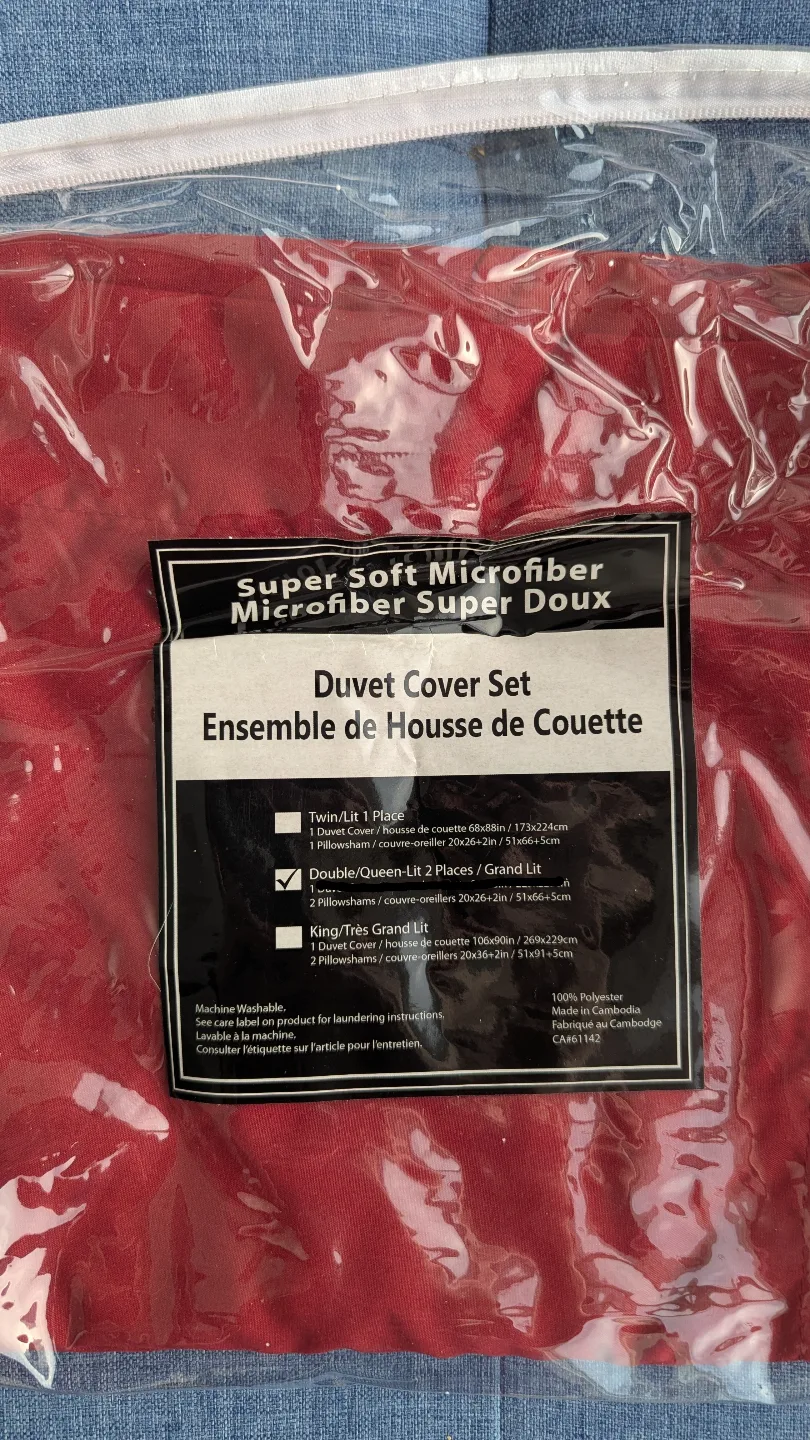 Super Soft Microfiber
Microfiber Super Doux
Duvet Cover Set
Ensemble de Housse de Couette
Twin/Lit 1 Place
1 Duvet Cover / housse de couette 68x88in / 173x224cm
1 Pillowsham / couvre-oreiller 20x26+2in / 51x66+5cm
Double/Queen-Lit 2 Places / Grand Lit
1
2 Pillowshams / couvre-oreillers 20x26+2in / 51x66+5cm
King/Très Grand Lit
1 Duvet Cover / housse de couette 106x90in / 269x229cm
2 Pillowshams / couvre-oreillers 20x36+2in / 51x91+5cm
Machine Washable.
See care label on product for laundering instructions.
Lavable à la machine.
Consulter l'étiquette sur l'article pour l'entretien.
100% Polyester
Made in Cambodia
Fabriqué au Cambodge
CA#61142